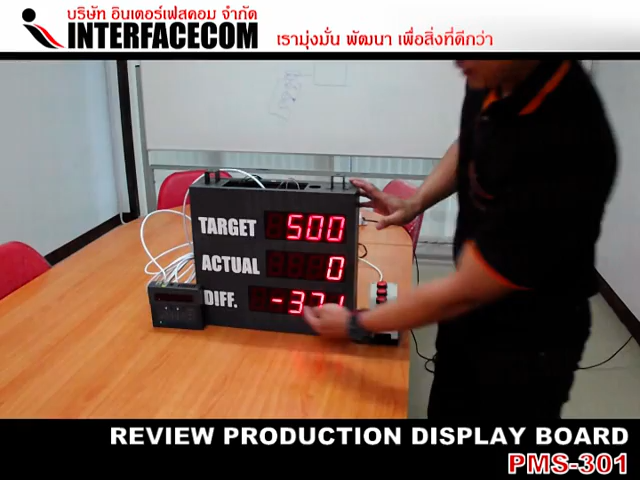 บริษัท อินเตอร์เฟสคอม จำกัด
INTERFACECOM
เรามุ่งมั่น พัฒนา เพื่อสิ่งที่ดีกว่า
TARGET 500
ACTUAL 0
DIFF. -371
REVIEW PRODUCTION DISPLAY BOARD
PMS-301